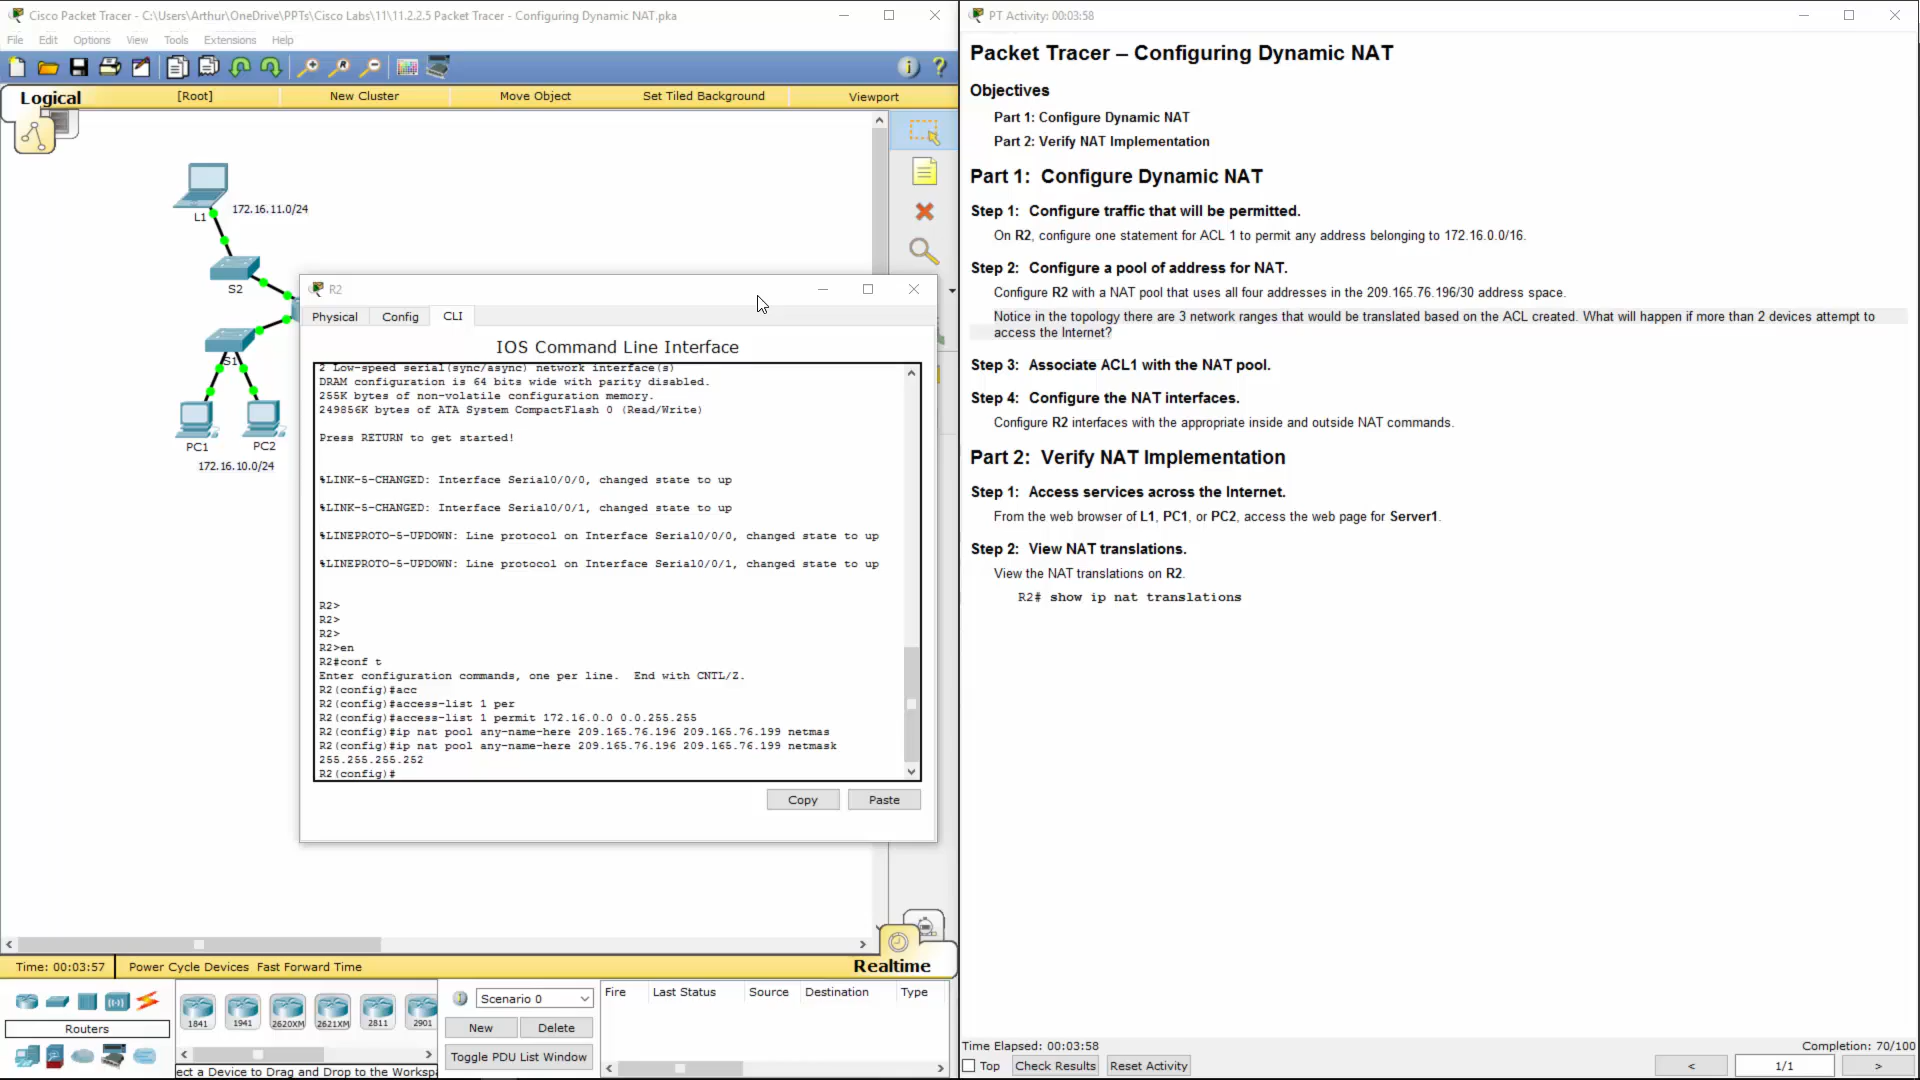 Cisco Packet Tracer - C:\Users\Arthur\OneDrive\PPTs\Cisco Labs\11\11.2.2.5 Packet Tracer - Configuring Dynamic NAT.pka
File Edit Options View Tools Extensions Help
Logical [Root] New Cluster Move Object Set Tiled Background Viewport
L1
172.16.11.0/24
S2
S1
PC1 PC2
172.16.10.0/24
R2
Physical Config CLI
IOS Command Line Interface
2 Low-speed serial(sync/async) network interface(s)
DRAM configuration is 64 bits wide with parity disabled.
255K bytes of non-volatile configuration memory.
249856K bytes of ATA System CompactFlash 0 (Read/Write)
Press RETURN to get started!
%LINK-5-CHANGED: Interface Serial0/0/0, changed state to up
%LINK-5-CHANGED: Interface Serial0/0/1, changed state to up
%LINEPROTO-5-UPDOWN: Line protocol on Interface Serial0/0/0, changed state to up
%LINEPROTO-5-UPDOWN: Line protocol on Interface Serial0/0/1, changed state to up
R2>
R2>
R2>
R2>en
R2#conf t
Enter configuration commands, one per line. End with CNTL/Z.
R2(config)#acc
R2(config)#access-list 1 per
R2(config)#access-list 1 permit 172.16.0.0 0.0.255.255
R2(config)#ip nat pool any-name-here 209.165.76.196 209.165.76.199 netmas
R2(config)#ip nat pool any-name-here 209.165.76.196 209.165.76.199 netmask
255.255.255.252
R2(config)#
Copy Paste
Time: 00:03:57 Power Cycle Devices Fast Forward Time Realtime
Routers
1841 1941 2620XM 2621XM 2811 2901
ect a Device to Drag and Drop to the Workspa
Scenario 0
New Delete
Toggle PDU List Window
Fire Last Status Source Destination Type
PT Activity: 00:03:58
Packet Tracer – Configuring Dynamic NAT
Objectives
Part 1: Configure Dynamic NAT
Part 2: Verify NAT Implementation
Part 1: Configure Dynamic NAT
Step 1: Configure traffic that will be permitted.
On R2, configure one statement for ACL 1 to permit any address belonging to 172.16.0.0/16.
Step 2: Configure a pool of address for NAT.
Configure R2 with a NAT pool that uses all four addresses in the 209.165.76.196/30 address space.
Notice in the topology there are 3 network ranges that would be translated based on the ACL created. What will happen if more than 2 devices attempt to
access the Internet?
Step 3: Associate ACL1 with the NAT pool.
Step 4: Configure the NAT interfaces.
Configure R2 interfaces with the appropriate inside and outside NAT commands.
Part 2: Verify NAT Implementation
Step 1: Access services across the Internet.
From the web browser of L1, PC1, or PC2, access the web page for Server1.
Step 2: View NAT translations.
View the NAT translations on R2.
R2# show ip nat translations
Time Elapsed: 00:03:58 Completion: 70/100
Top Check Results Reset Activity < 1/1 >